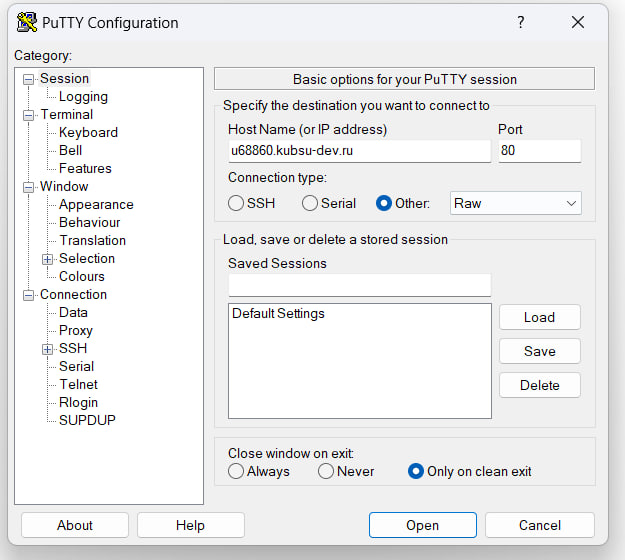 PuTTY Configuration
? ×
Category:
Session
Logging
Terminal
Keyboard
Bell
Features
Window
Appearance
Behaviour
Translation
Selection
Colours
Connection
Data
Proxy
SSH
Serial
Telnet
Rlogin
SUPDUP
Basic options for your PuTTY session
Specify the destination you want to connect to
Host Name (or IP address) Port
u68860.kubsu-dev.ru 80
Connection type:
SSH Serial Other: Raw
Load, save or delete a stored session
Saved Sessions
Default Settings
Load
Save
Delete
Close window on exit:
Always Never Only on clean exit
About Help Open Cancel